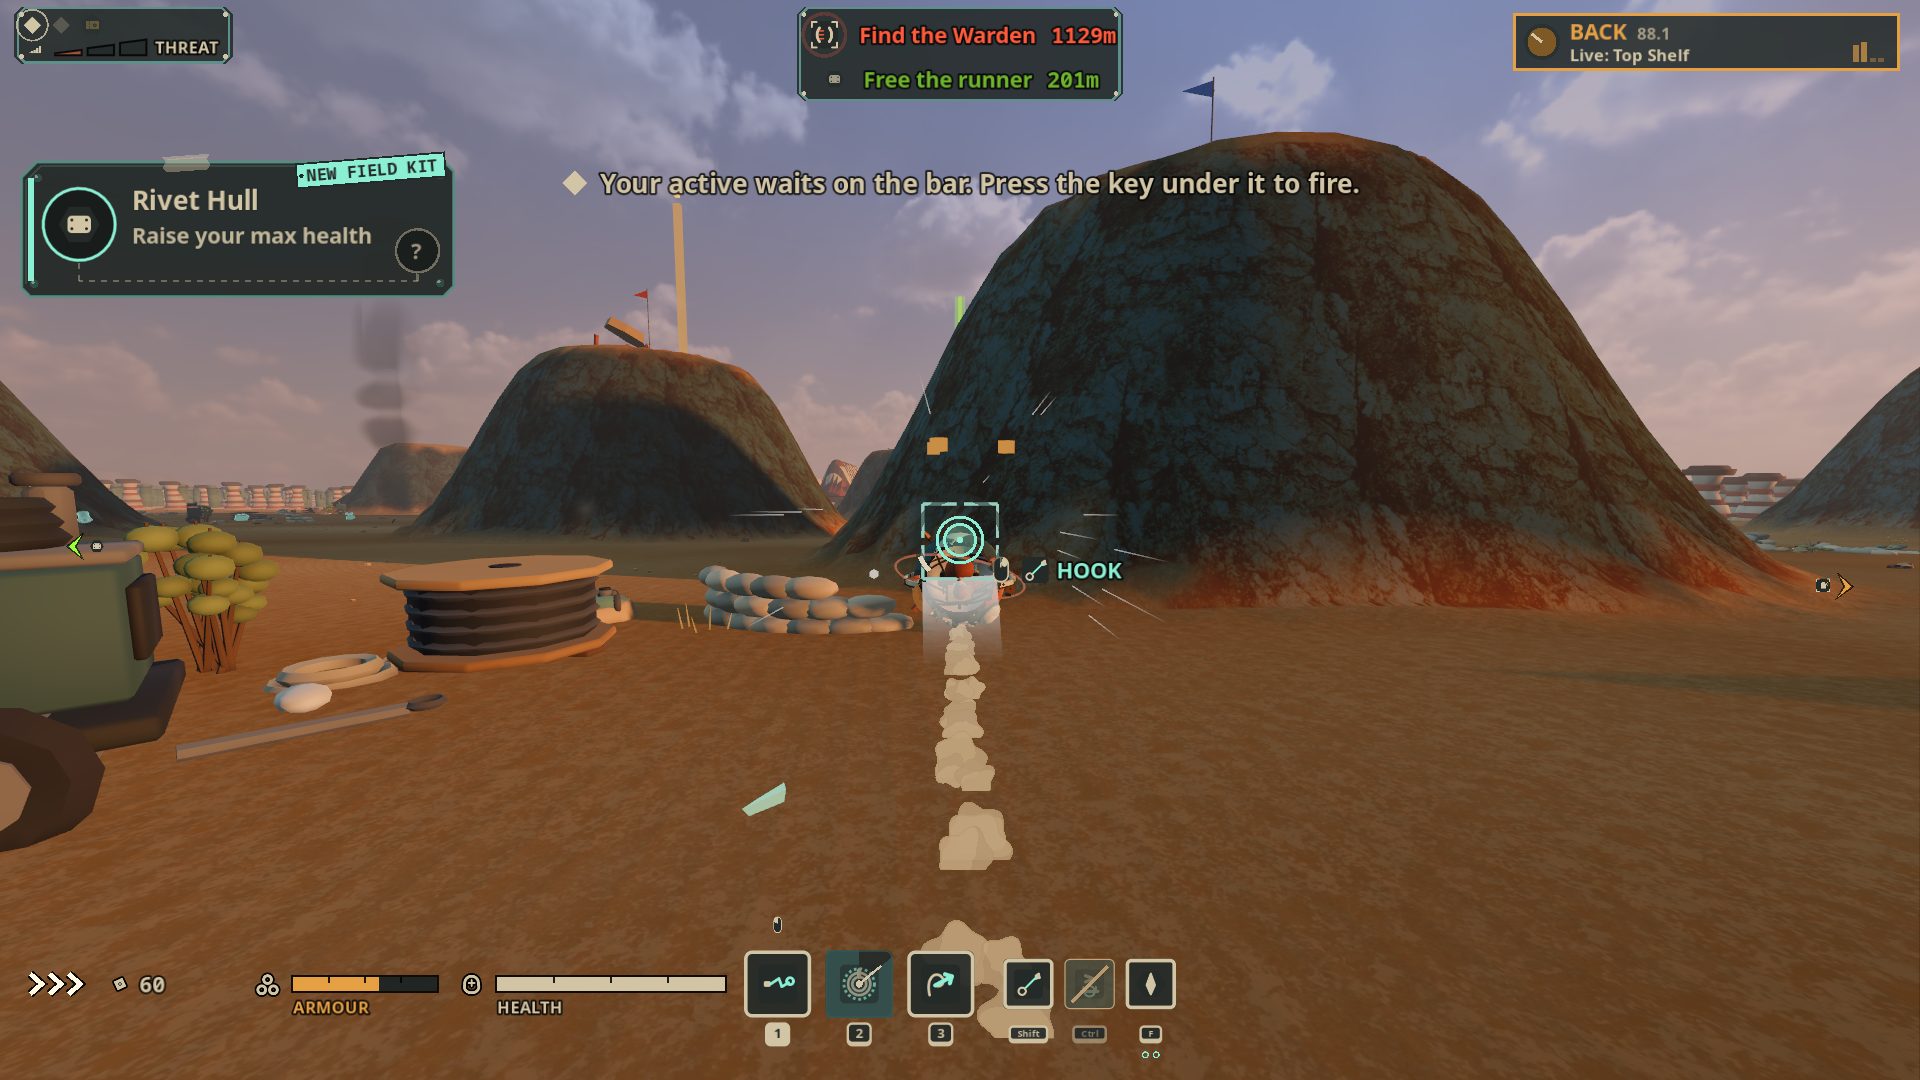 THREAT
Find the Warden 1129m
Free the runner 201m
BACK 88.1
Live: Top Shelf
NEW FIELD KIT
Rivet Hull
Raise your max health
?
Your active waits on the bar. Press the key under it to fire.
HOOK
60
ARMOUR
HEALTH
1
2
3
Shift
Ctrl
F